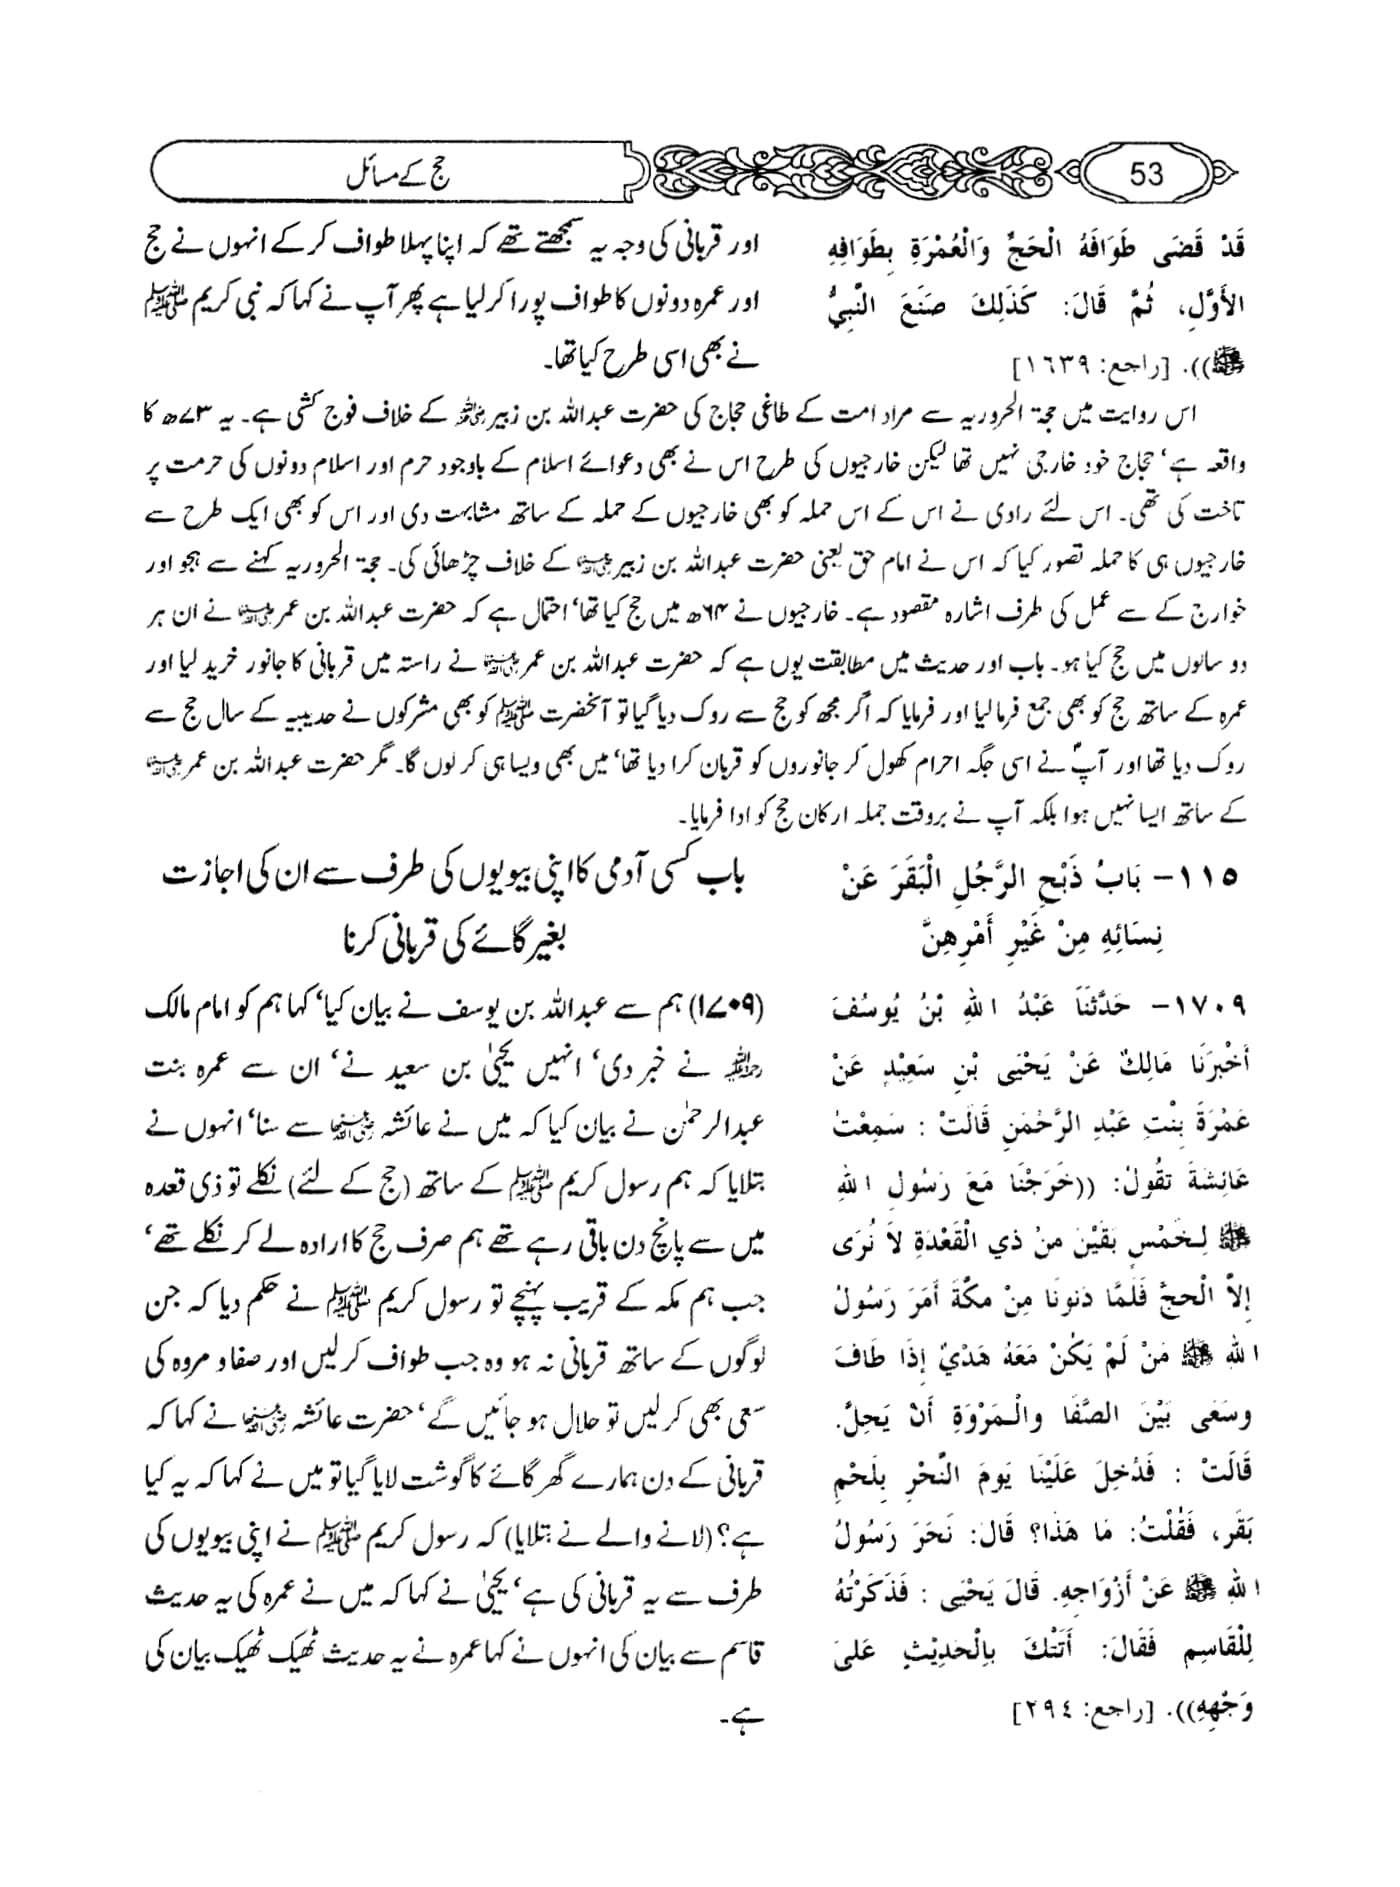 53
حج کے مسائل
قَدْ قَضَى طَوَافَهُ الْحَجِّ وَالْعُمْرَةِ بِطَوَافِهِ
الأَوَّلِ، ثُمَّ قَالَ: كَذَلِكَ صَنَعَ النَّبِيُّ
ﷺ)). [راجع: ١٦٣٩]
اور قربانی کی وجہ یہ سمجھتے تھے کہ اپنا پہلا طواف کر کے انہوں نے حج
اور عمرہ دونوں کا طواف پورا کر لیا ہے پھر آپ نے کہا کہ نبی کریم ﷺ
نے بھی اسی طرح کیا تھا۔
اس روایت میں حجۃ الحروریہ سے مراد امت کے طاغی حجاج کی حضرت عبداللہ بن زبیر رضی اللہ عنہ کے خلاف فوج کشی ہے۔ یہ ۷۳ھ کا
واقعہ ہے‘ حجاج خود خارجی نہیں تھا لیکن خارجیوں کی طرح اس نے بھی دعوائے اسلام کے باوجود حرم اور اسلام دونوں کی حرمت پر
تاخت کی تھی۔ اس لئے راوی نے اس کے اس حملہ کو بھی خارجیوں کے حملہ کے ساتھ مشابہت دی اور اس کو بھی ایک طرح سے
خارجیوں ہی کا حملہ تصور کیا کہ اس نے امام حق یعنی حضرت عبداللہ بن زبیر رضی اللہ عنہما کے خلاف چڑھائی کی۔ حجۃ الحروریہ کہنے سے ہجو اور
خوارج کے سے عمل کی طرف اشارہ مقصود ہے۔ خارجیوں نے ۶۴ھ میں حج کیا تھا‘ احتمال ہے کہ حضرت عبداللہ بن عمر رضی اللہ عنہما نے ان ہر
دو سالوں میں حج کیا ہو۔ باب اور حدیث میں مطابقت یوں ہے کہ حضرت عبداللہ بن عمر رضی اللہ عنہما نے راستہ میں قربانی کا جانور خرید لیا اور
عمرہ کے ساتھ حج کو بھی جمع فرما لیا اور فرمایا کہ اگر مجھ کو حج سے روک دیا گیا تو آنحضرت ﷺ کو بھی مشرکوں نے حدیبیہ کے سال حج سے
روک دیا تھا اور آپؐ نے اسی جگہ احرام کھول کر جانوروں کو قربان کرا دیا تھا‘ میں بھی ویسا ہی کر لوں گا۔ مگر حضرت عبداللہ بن عمر رضی اللہ عنہما
کے ساتھ ایسا نہیں ہوا بلکہ آپ نے بروقت جملہ ارکان حج کو ادا فرمایا۔
١١٥- بَابُ ذَبْحِ الرَّجُلِ الْبَقَرَ عَنْ
نِسَائِهِ مِنْ غَيْرِ أَمْرِهِنَّ
باب کسی آدمی کا اپنی بیویوں کی طرف سے ان کی اجازت
بغیر گائے کی قربانی کرنا
١٧٠٩- حَدَّثَنَا عَبْدُ اللهِ بْنُ يُوسُفَ
أَخْبَرَنَا مَالِكٌ عَنْ يَحْيَى بْنِ سَعِيْدٍ عَنْ
عَمْرَةَ بِنْتِ عَبْدِ الرَّحْمَنِ قَالَتْ : سَمِعْتُ
عَائِشَةَ تَقُولُ: ((خَرَجْنَا مَعَ رَسُولِ اللهِ
ﷺ لِخَمْسٍ بَقَيْنَ مِنْ ذِي الْقَعْدَةِ لاَ نُرَى
إِلاَّ الْحَجَّ فَلَمَّا دَنَونَا مِنْ مَكَّةَ أَمَرَ رَسُولُ
اللهِ ﷺ مَنْ لَمْ يَكُنْ مَعَهُ هَدْيٌ إِذَا طَافَ
وَسَعَى بَيْنَ الصَّفَا والْمَرْوَةِ أَنْ يَحِلَّ.
قَالَتْ : فَدُخِلَ عَلَيْنَا يَومَ النَّحْرِ بِلَحْمِ
بَقَرٍ، فَقُلْتُ: مَا هَذَا؟ قَالَ: نَحَرَ رَسُولُ
اللهِ ﷺ عَنْ أَزْوَاجِهِ. قَالَ يَحْيَى : فَذَكَرْتُهُ
لِلْقَاسِمِ فَقَالَ: أَتَتْكَ بِالْحَدِيْثِ عَلَى
وَجْهِهِ)). [راجع: ٢٩٤]
(۱۷۰۹) ہم سے عبداللہ بن یوسف نے بیان کیا‘ کہا ہم کو امام مالک
رحمہ اللہ نے خبر دی‘ انہیں یحییٰ بن سعید نے‘ ان سے عمرہ بنت
عبدالرحمٰن نے بیان کیا کہ میں نے عائشہ رضی اللہ عنہا سے سنا‘ انہوں نے
بتلایا کہ ہم رسول کریم ﷺ کے ساتھ (حج کے لئے) نکلے تو ذی قعدہ
میں سے پانچ دن باقی رہے تھے ہم صرف حج کا ارادہ لے کر نکلے تھے‘
جب ہم مکہ کے قریب پہنچے تو رسول کریم ﷺ نے حکم دیا کہ جن
لوگوں کے ساتھ قربانی نہ ہو وہ جب طواف کر لیں اور صفا و مروہ کی
سعی بھی کر لیں تو حلال ہو جائیں گے‘ حضرت عائشہ رضی اللہ عنہا نے کہا کہ
قربانی کے دن ہمارے گھر گائے کا گوشت لایا گیا تو میں نے کہا کہ یہ کیا
ہے؟ (لانے والے نے بتلایا) کہ رسول کریم ﷺ نے اپنی بیویوں کی
طرف سے یہ قربانی کی ہے‘ یحییٰ نے کہا کہ میں نے عمرہ کی یہ حدیث
قاسم سے بیان کی انہوں نے کہا عمرہ نے یہ حدیث ٹھیک ٹھیک بیان کی
ہے۔